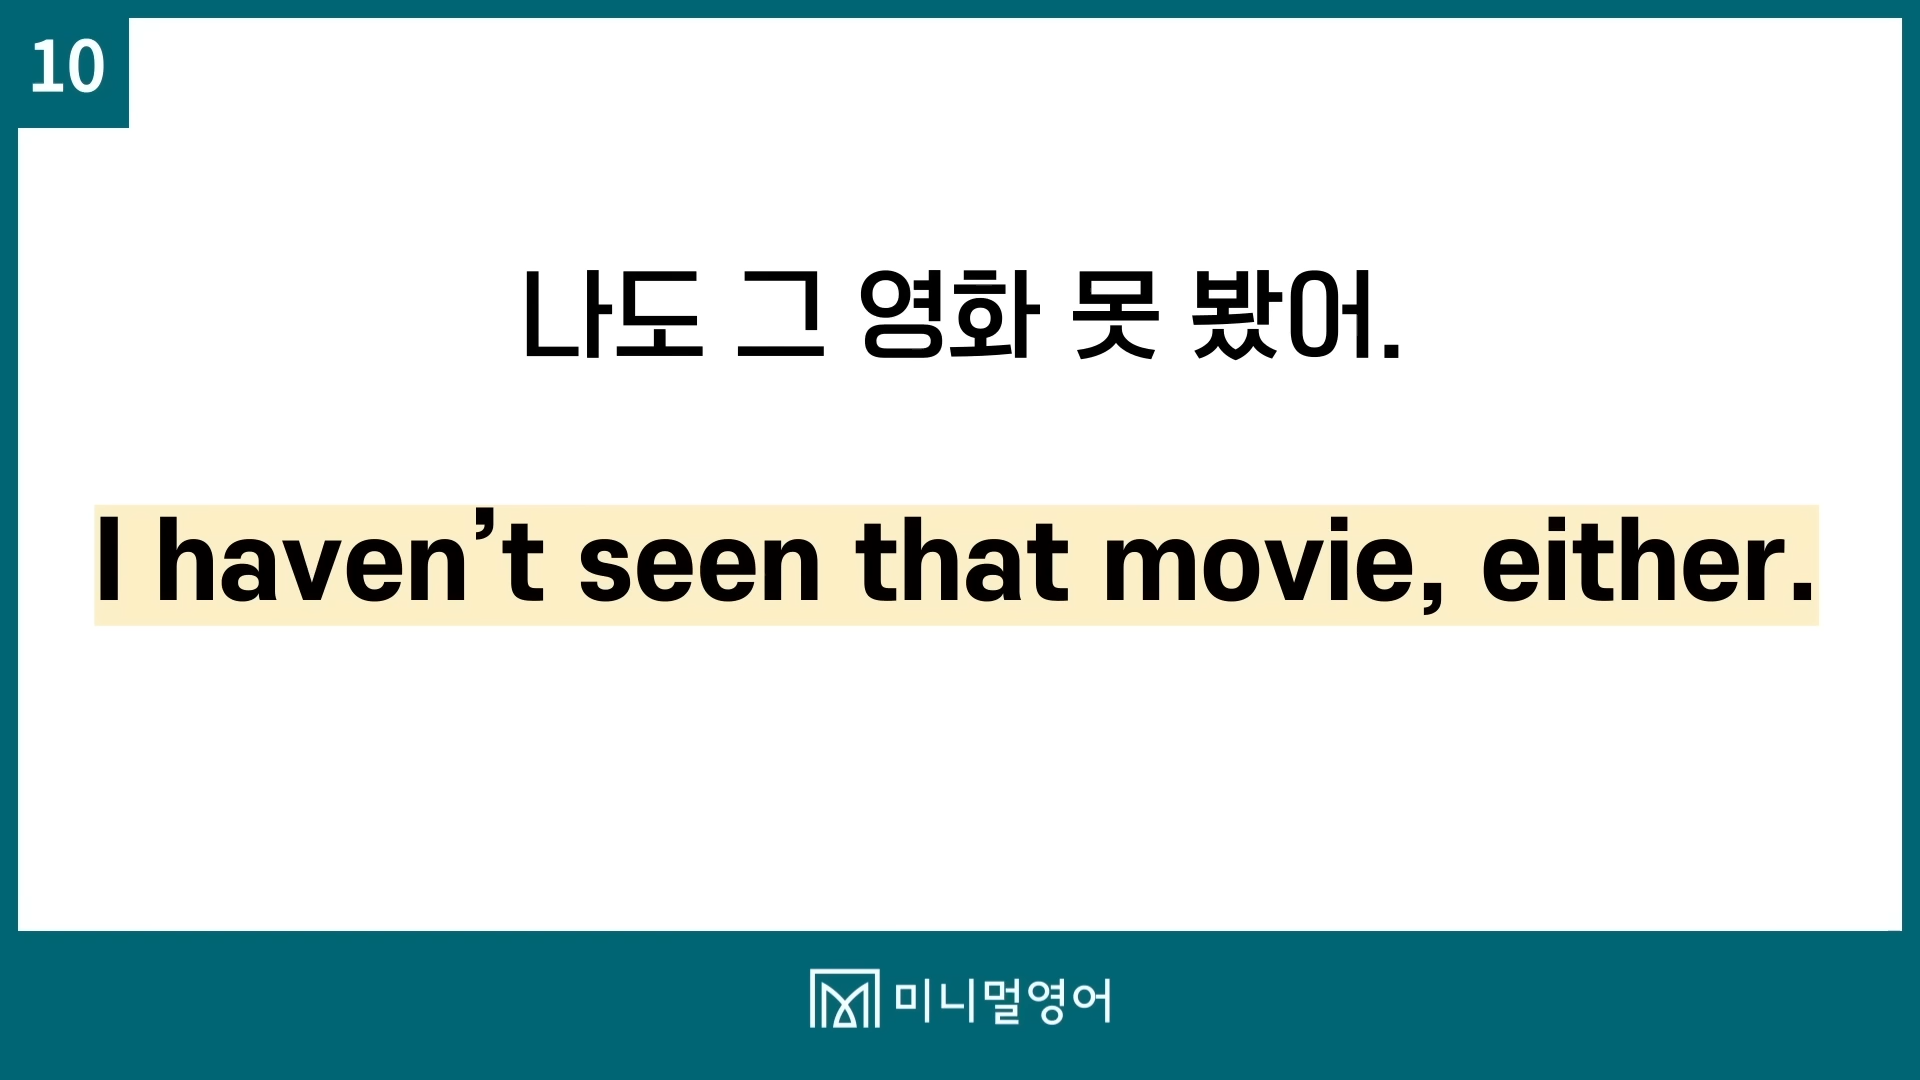 10
나도 그 영화 못 봤어.
I haven’t seen that movie, either.
미니멀영어